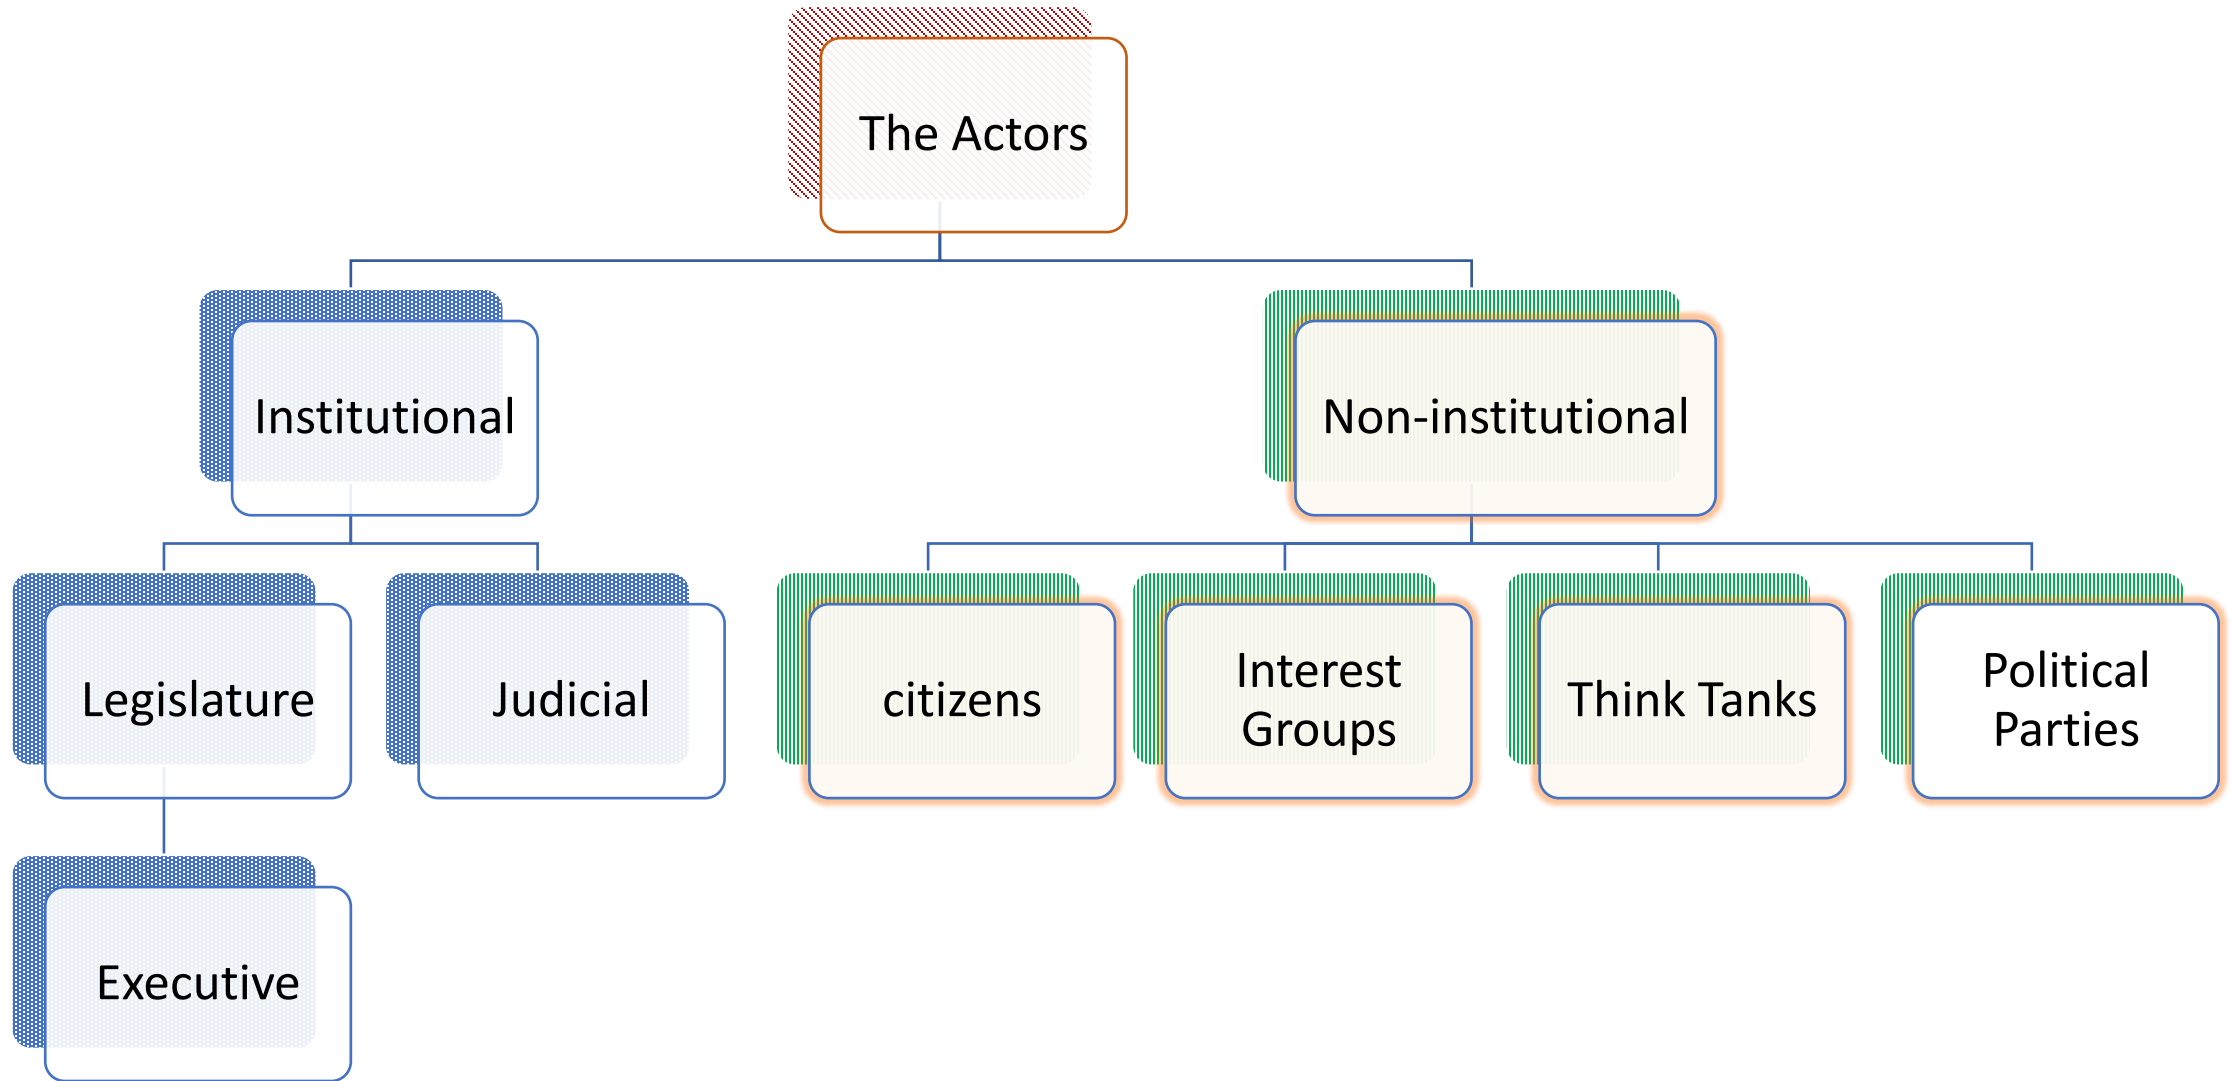 The Actors
Institutional
Non-institutional
Legislature
Judicial
citizens
Interest
Groups
Think Tanks
Political
Parties
Executive